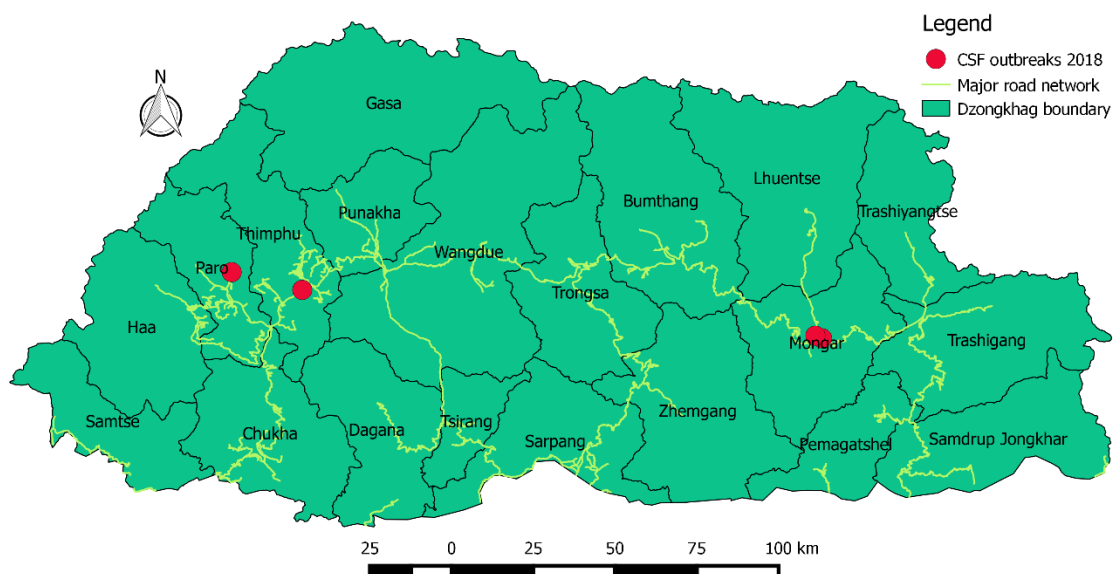 Legend
CSF outbreaks 2018
Major road network
Dzongkhag boundary
N
Gasa
Lhuentse
Bumthang
Punakha
Trashiyangtse
Thimphu
Wangdue
Paro
Trongsa
Haa
Mongar
Trashigang
Zhemgang
Samtse
Tsirang
Dagana
Chukha
Sarpang
Pemagatshel
Samdrup Jongkhar
25 0 25 50 75 100 km